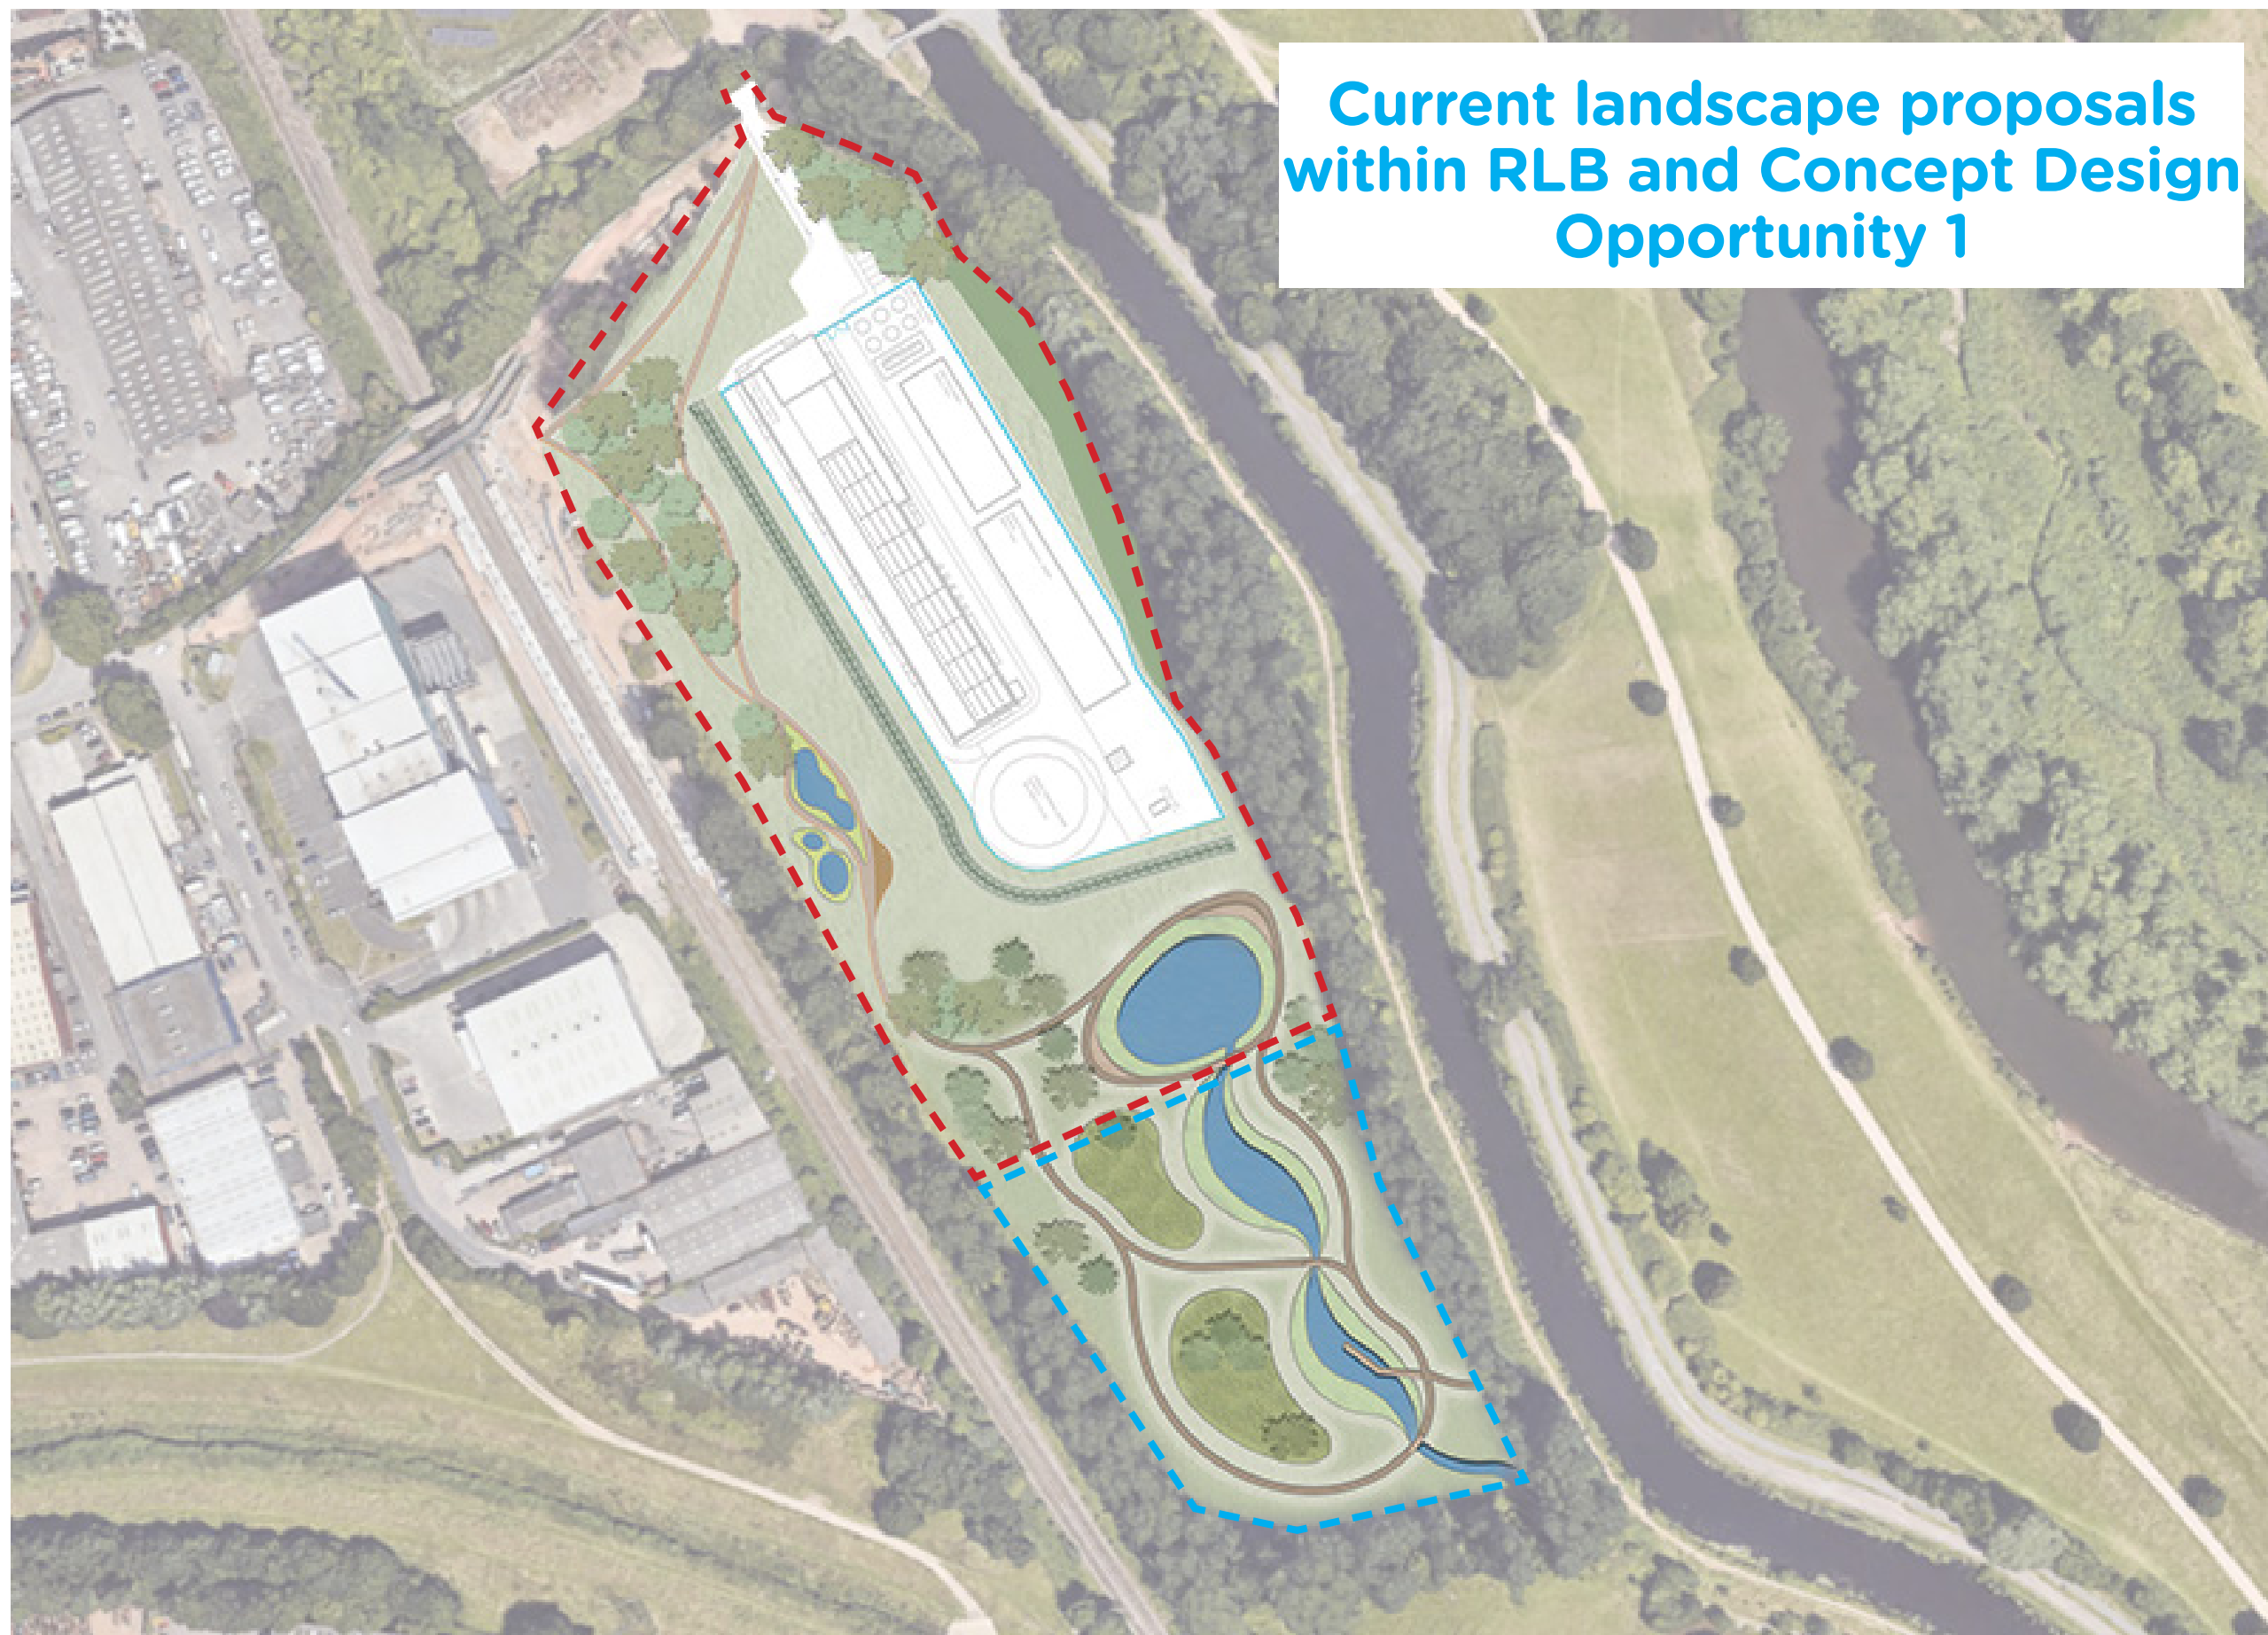 Current landscape proposals
within RLB and Concept Design
Opportunity 1